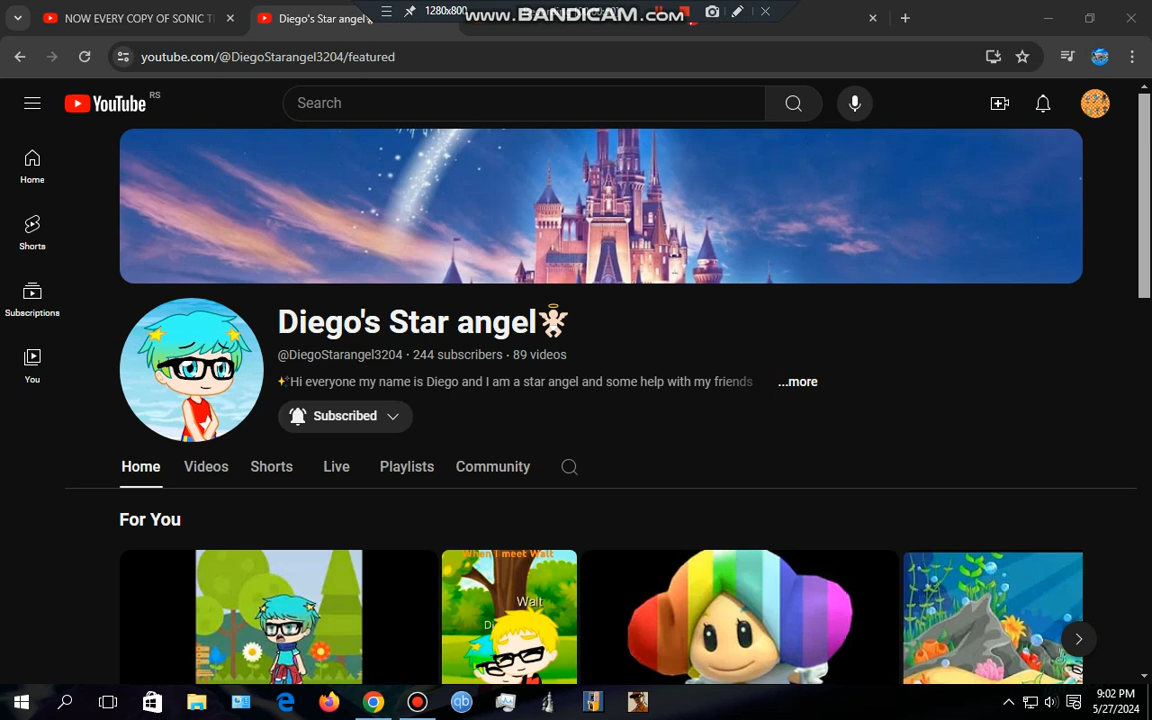 NOW EVERY COPY OF SONIC T
Diego's Star angel
1280x800
www.BANDICAM.com
youtube.com/@DiegoStarangel3204/featured
YouTube RS
Search
Home
Shorts
Subscriptions
You
Diego's Star angel
@DiegoStarangel3204 · 244 subscribers · 89 videos
✨Hi everyone my name is Diego and I am a star angel and some help with my friends ...more
Subscribed
Home Videos Shorts Live Playlists Community
For You
When I meet Walt
Walt
Di
9:02 PM
5/27/2024